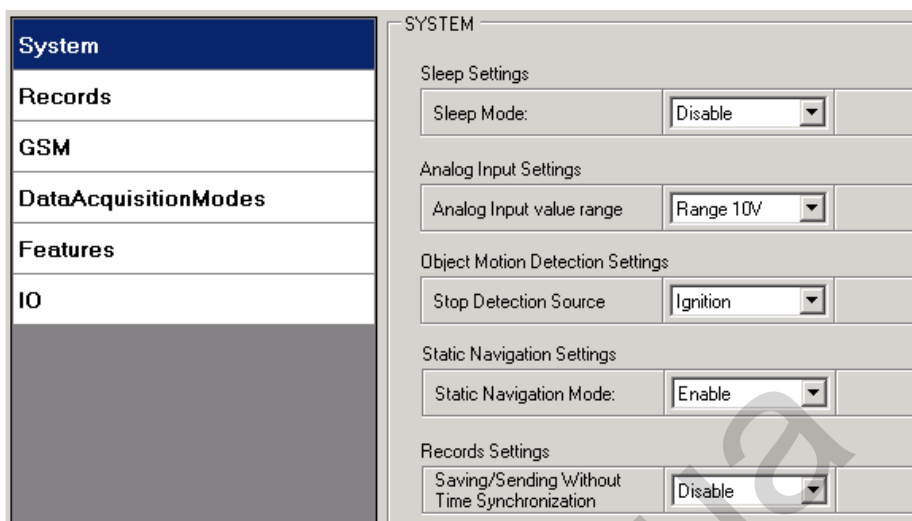 System
Records
GSM
DataAcquisitionModes
Features
IO
SYSTEM
Sleep Settings
Sleep Mode: Disable
Analog Input Settings
Analog Input value range Range 10V
Object Motion Detection Settings
Stop Detection Source Ignition
Static Navigation Settings
Static Navigation Mode: Enable
Records Settings
Saving/Sending Without
Time Synchronization Disable